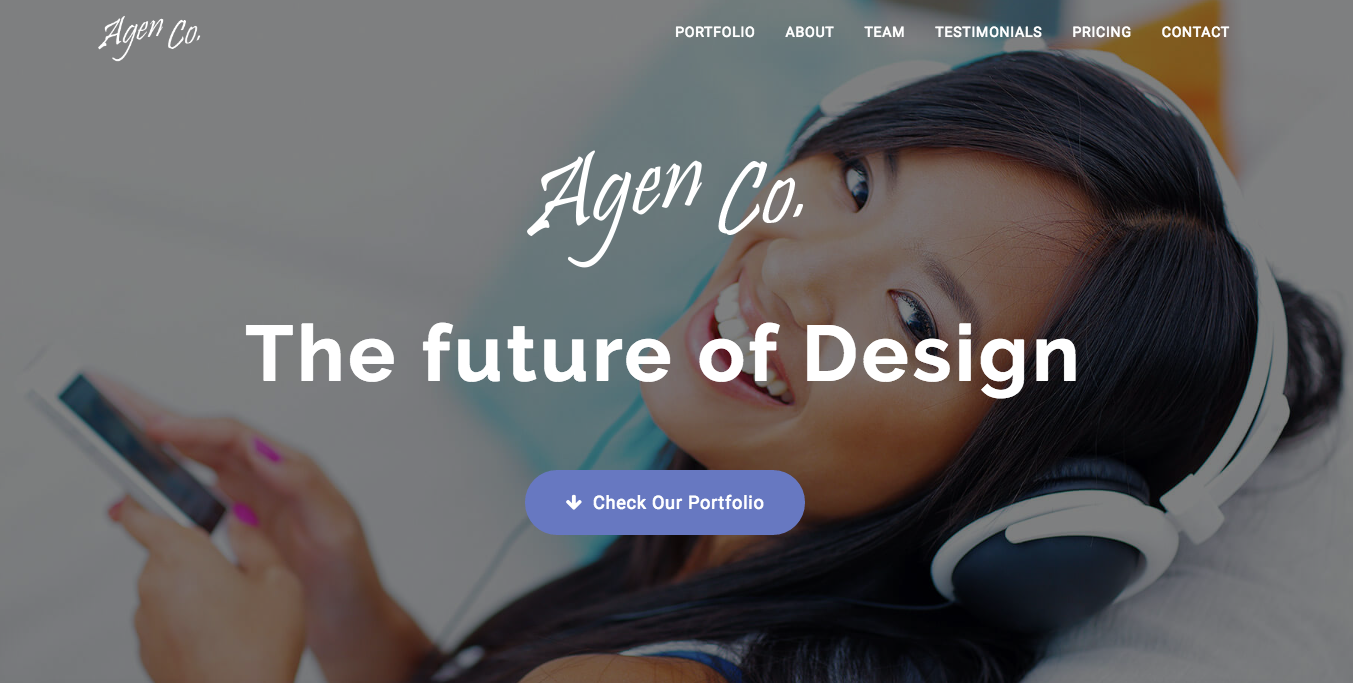 Agen Co.
PORTFOLIO ABOUT TEAM TESTIMONIALS PRICING CONTACT
Agen Co.
The future of Design
Check Our Portfolio